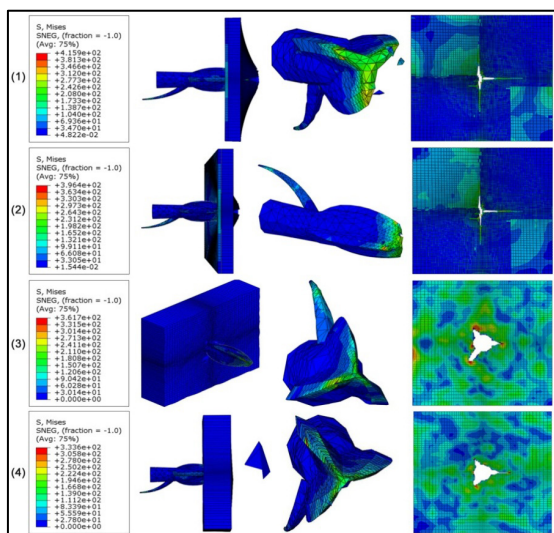 (1)
S, Mises
SNEG, (fraction = -1.0)
(Avg: 75%)
+4.159e+02
+3.813e+02
+3.466e+02
+3.120e+02
+2.773e+02
+2.426e+02
+2.080e+02
+1.733e+02
+1.387e+02
+1.040e+02
+6.936e+01
+3.470e+01
+4.822e-02
(2)
S, Mises
SNEG, (fraction = -1.0)
(Avg: 75%)
+3.964e+02
+3.634e+02
+3.303e+02
+2.973e+02
+2.643e+02
+2.312e+02
+1.982e+02
+1.652e+02
+1.321e+02
+9.911e+01
+6.608e+01
+3.305e+01
+1.544e-02
(3)
S, Mises
SNEG, (fraction = -1.0)
(Avg: 75%)
+3.617e+02
+3.315e+02
+3.014e+02
+2.713e+02
+2.411e+02
+2.110e+02
+1.808e+02
+1.507e+02
+1.206e+02
+9.042e+01
+6.028e+01
+3.014e+01
+0.000e+00
(4)
S, Mises
SNEG, (fraction = -1.0)
(Avg: 75%)
+3.336e+02
+3.058e+02
+2.780e+02
+2.502e+02
+2.224e+02
+1.946e+02
+1.668e+02
+1.390e+02
+1.112e+02
+8.339e+01
+5.559e+01
+2.780e+01
+0.000e+00